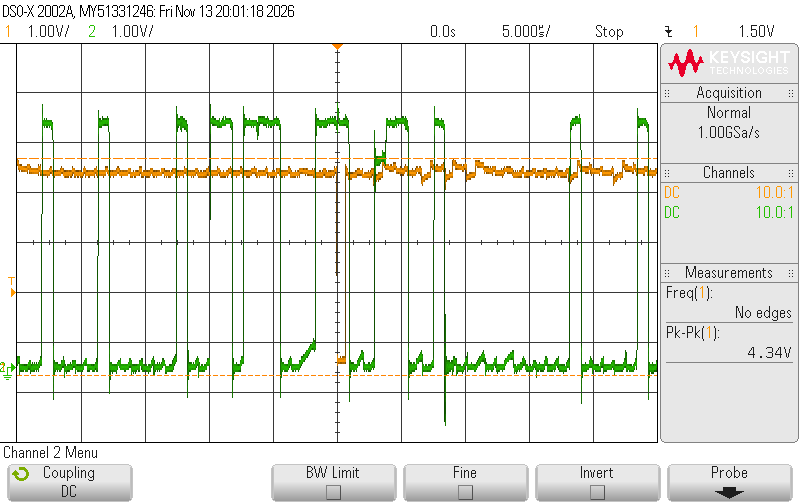 DSO-X 2002A, MY51331246: Fri Nov 13 20:01:18 2026
1 1.00V/ 2 1.00V/ 0.0s 5.000µs/ Stop 1 1.50V
KEYSIGHT
TECHNOLOGIES
Acquisition
Normal
1.00GSa/s
Channels
DC 10.0:1
DC 10.0:1
Measurements
Freq(1):
No edges
Pk-Pk(1):
4.34V
T
2
Channel 2 Menu
Coupling
DC
BW Limit
Fine
Invert
Probe